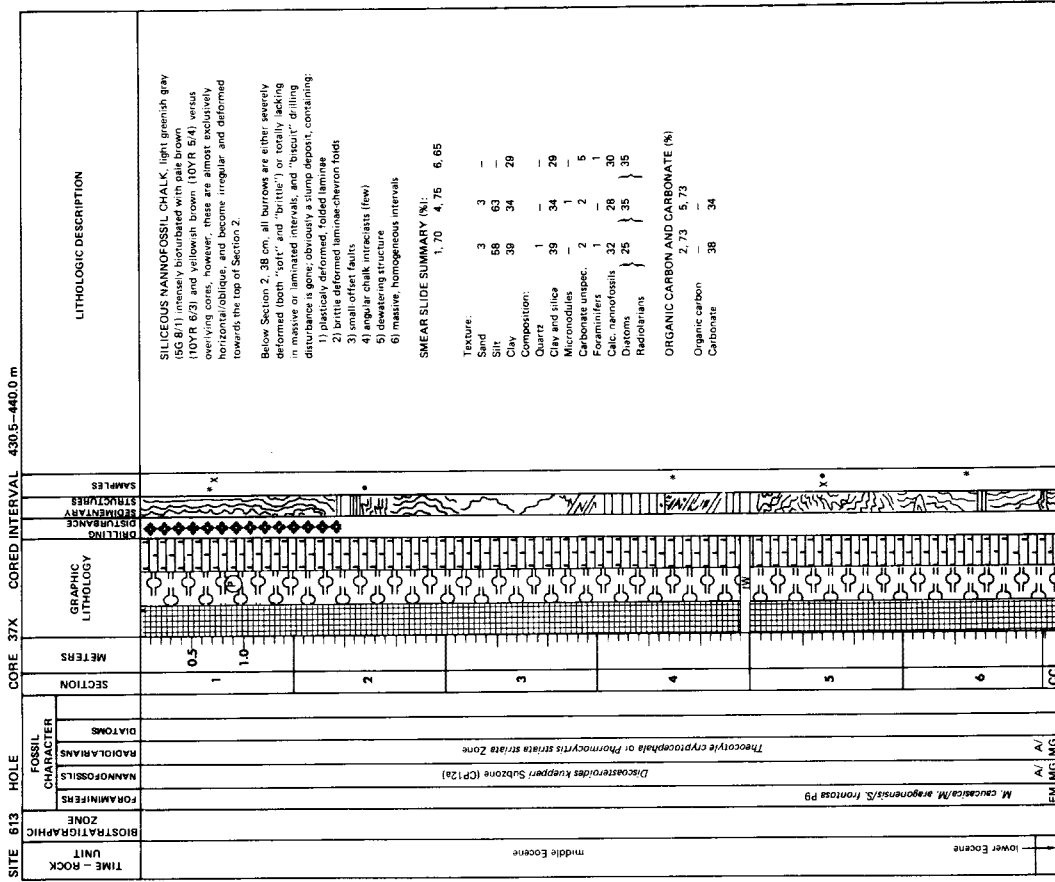 SITE 613 HOLE CORE 37X CORED INTERVAL 430.5–440.0 m
TIME – ROCK UNIT
BIOSTRATIGRAPHIC ZONE
FOSSIL CHARACTER
FORAMINIFERS
NANNOFOSSILS
RADIOLARIANS
DIATOMS
SECTION
METERS
GRAPHIC LITHOLOGY
DRILLING DISTURBANCE
SEDIMENTARY STRUCTURES
SAMPLES
LITHOLOGIC DESCRIPTION
middle Eocene
lower Eocene
M. caucasica/M. aragonensis/S. frontosa P9
Discoasteroides kuepperi Subzone (CP12a)
Theocotyle cryptocephala or Phormocyrtis striata striata Zone
FM
A/ MG
A/ MG
1
0.5
1.0
2
3
4
5
6
CC
P
IW
* X
*
*
X *
*
SILICEOUS NANNOFOSSIL CHALK, light greenish gray
(5G 8/1) intensely bioturbated with pale brown
(10YR 6/3) and yellowish brown (10YR 5/4) versus
overlying cores, however, these are almost exclusively
horizontal/oblique, and become irregular and deformed
towards the top of Section 2.
Below Section 2, 38 cm, all burrows are either severely
deformed (both "soft" and "brittle") or totally lacking
in massive or laminated intervals, and "biscuit" drilling
disturbance is gone; obviously a slump deposit, containing:
1) plasticaly deformed, folded laminae
2) brittle deformed laminae-chevron folds
3) small-offset faults
4) angular chalk intraclasts (few)
5) dewatering structure
6) massive, homogeneous intervals
SMEAR SLIDE SUMMARY (%):
1, 70 4, 75 6, 65
Texture:
Sand 3 3 –
Silt 58 63 –
Clay 39 34 29
Composition:
Quartz 1 – –
Clay and silica 39 34 29
Micronodules – 1 –
Carbonate unspec. 2 2 5
Foraminifers 1 – 1
Calc. nannofossils 32 28 30
Diatoms } 25 } 35 } 35
Radiolarians
ORGANIC CARBON AND CARBONATE (%)
2, 73 5, 73
Organic carbon – –
Carbonate 38 34